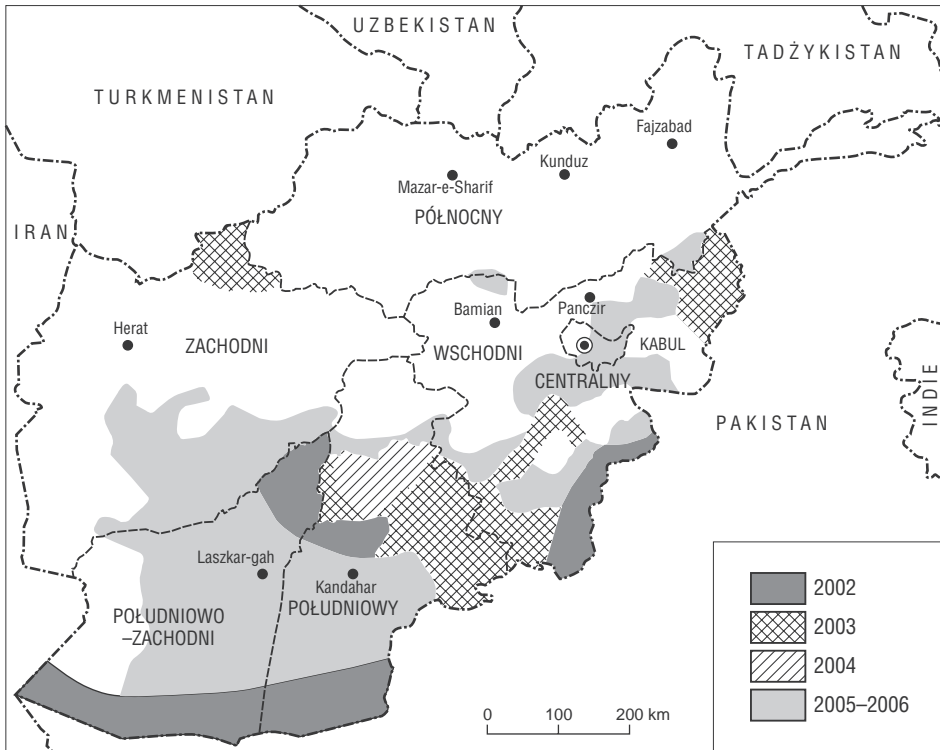 UZBEKISTAN
TADŻYKISTAN
TURKMENISTAN
Fajzabad
Kunduz
Mazar-e-Sharif
PÓŁNOCNY
IRAN
Bamian
Panczir
Herat
ZACHODNI
WSCHODNI
KABUL
CENTRALNY
INDIE
PAKISTAN
Laszkar-gah
Kandahar
POŁUDNIOWY
POŁUDNIOWO
–ZACHODNI
2002
2003
2004
2005–2006
0 100 200 km